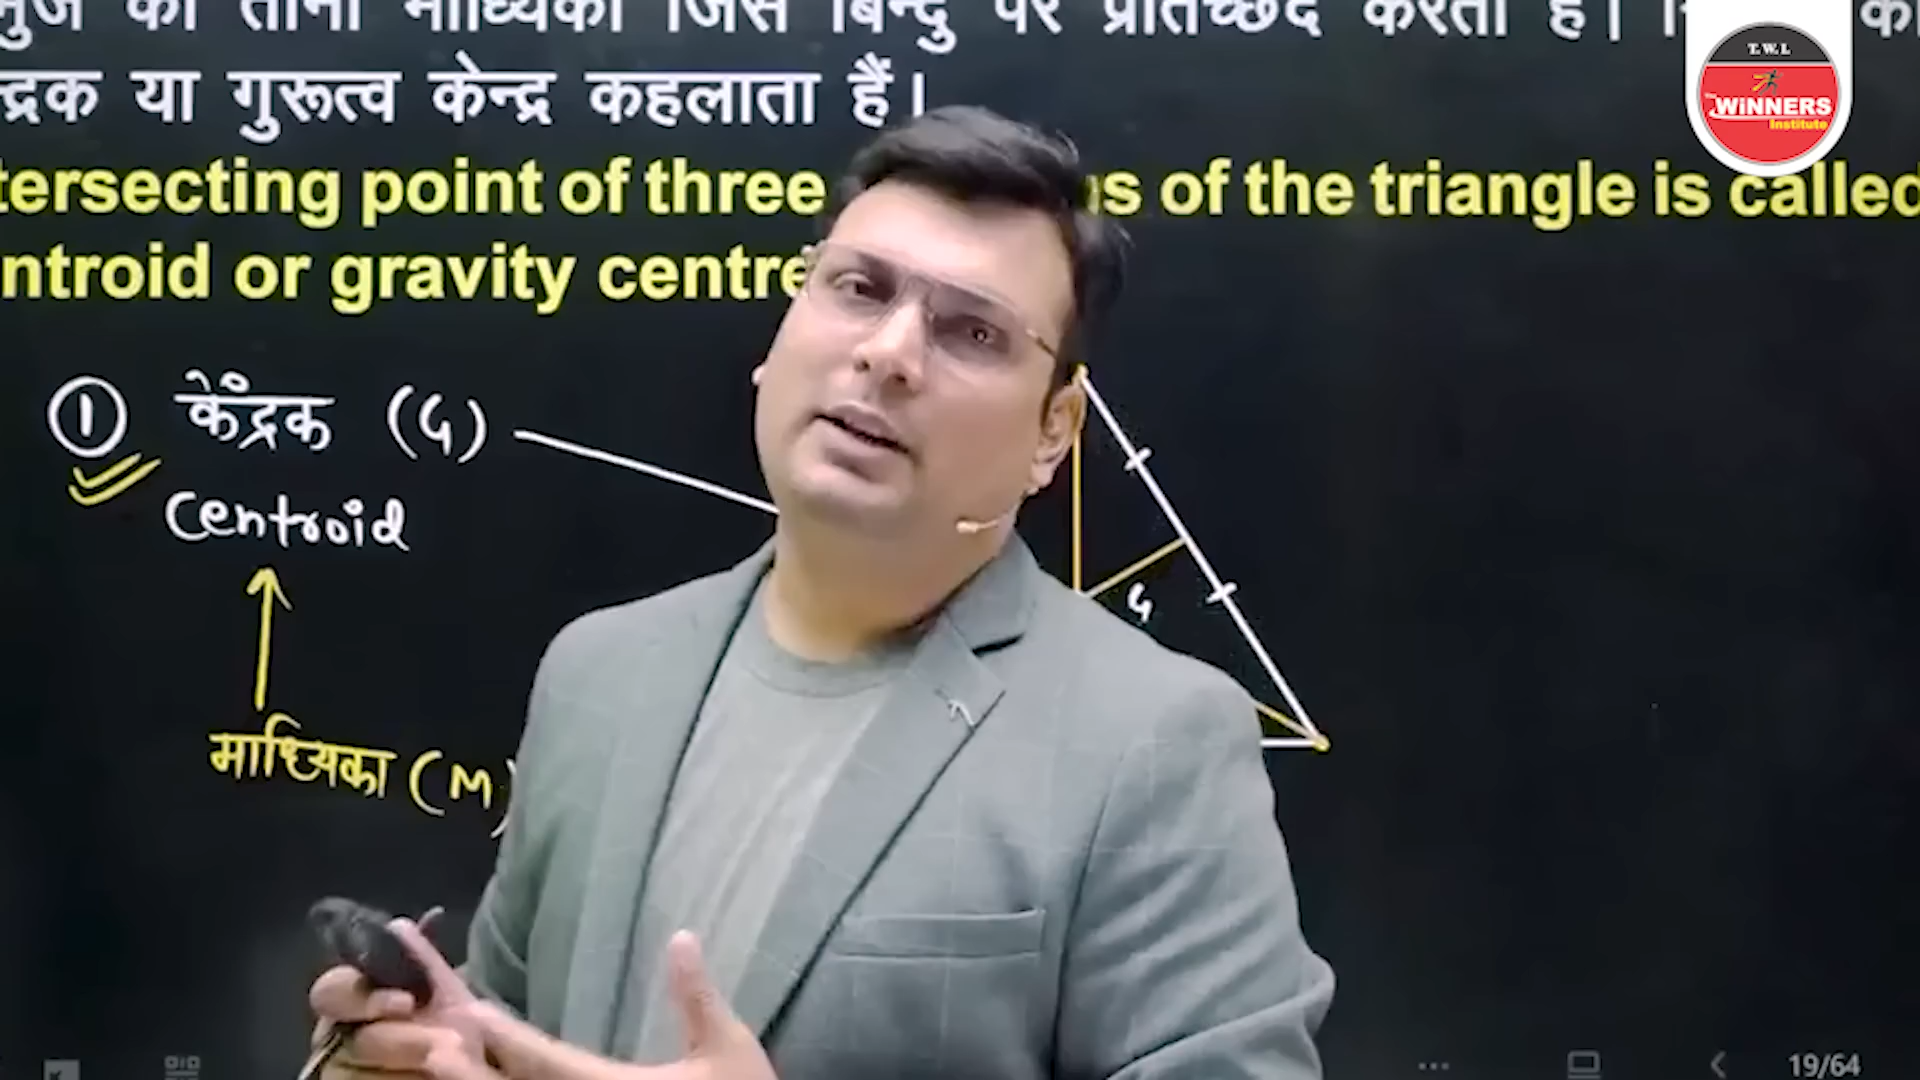 की तीनों माध्यिका जिस बिन्दु पर प्रतिच्छेद करती है।
न्द्रक या गुरूत्व केन्द्र कहलाता हैं।
tersecting point of three s of the triangle is called
ntroid or gravity centre
T.W.I.
The WiNNERS
Institute
① केंद्रक (G)
Centroid
G
माध्यिका (M)
19/64